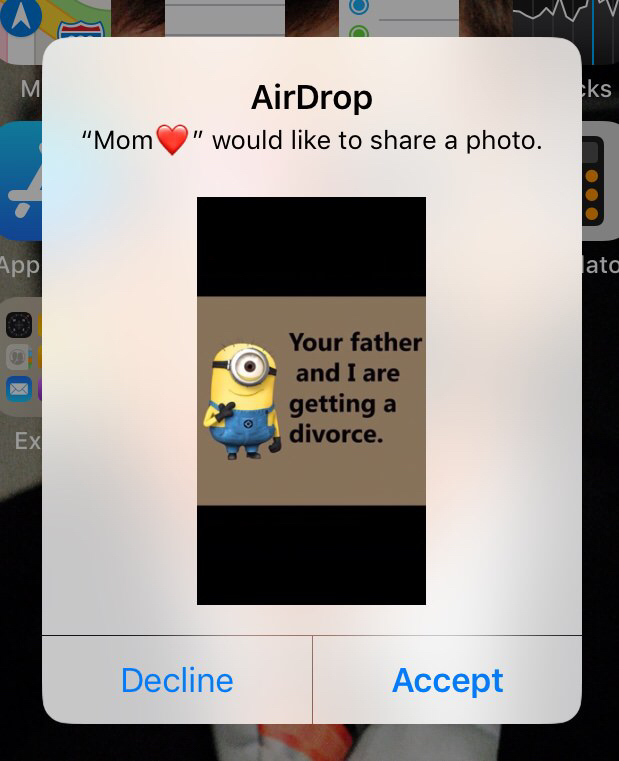 M
cks
App
lato
Ex
AirDrop
“Mom❤️” would like to share a photo.
Your father
and I are
getting a
divorce.
Decline
Accept